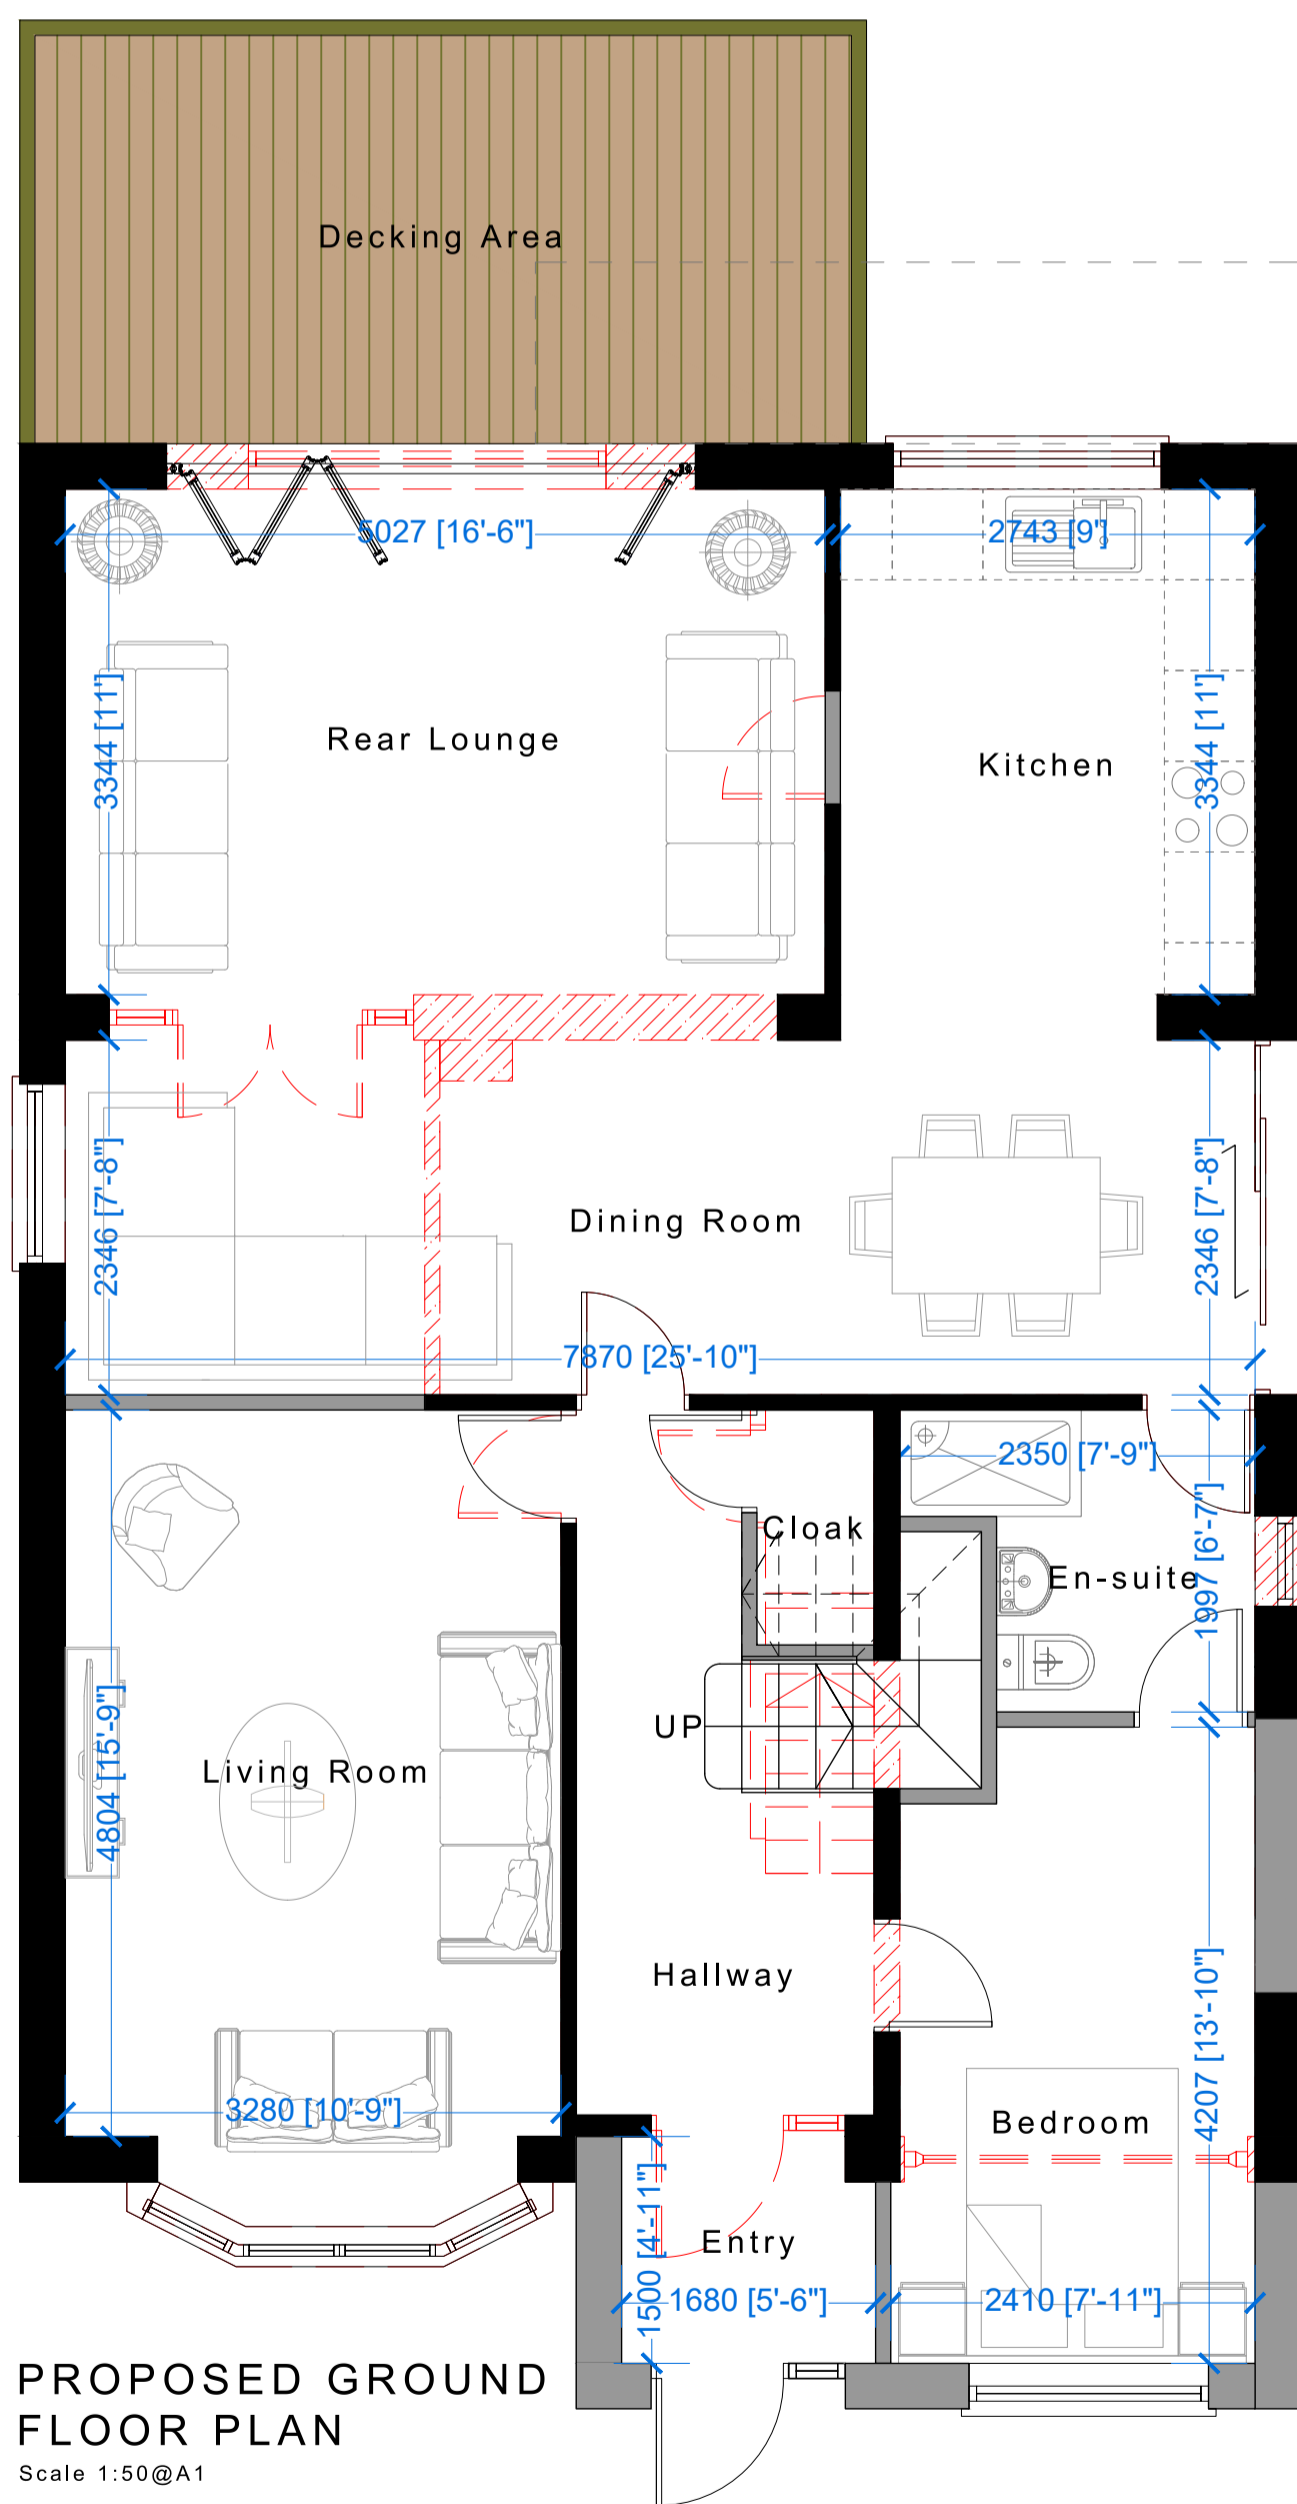 Decking Area
5027 [16'-6"]
2743 [9']
3344 [11']
Rear Lounge
3344 [11']
Kitchen
2346 [7'-8"]
Dining Room
2346 [7'-8"]
7870 [25'-10"]
2350 [7'-9"]
Cloak
1997 [6'-7"]
En-suite
UP
4804 [15'-9"]
Living Room
Hallway
4207 [13'-10"]
3280 [10'-9"]
Bedroom
1500 [4'-11"]
Entry
1680 [5'-6"]
2410 [7'-11"]
PROPOSED GROUND
FLOOR PLAN
Scale 1:50@A1